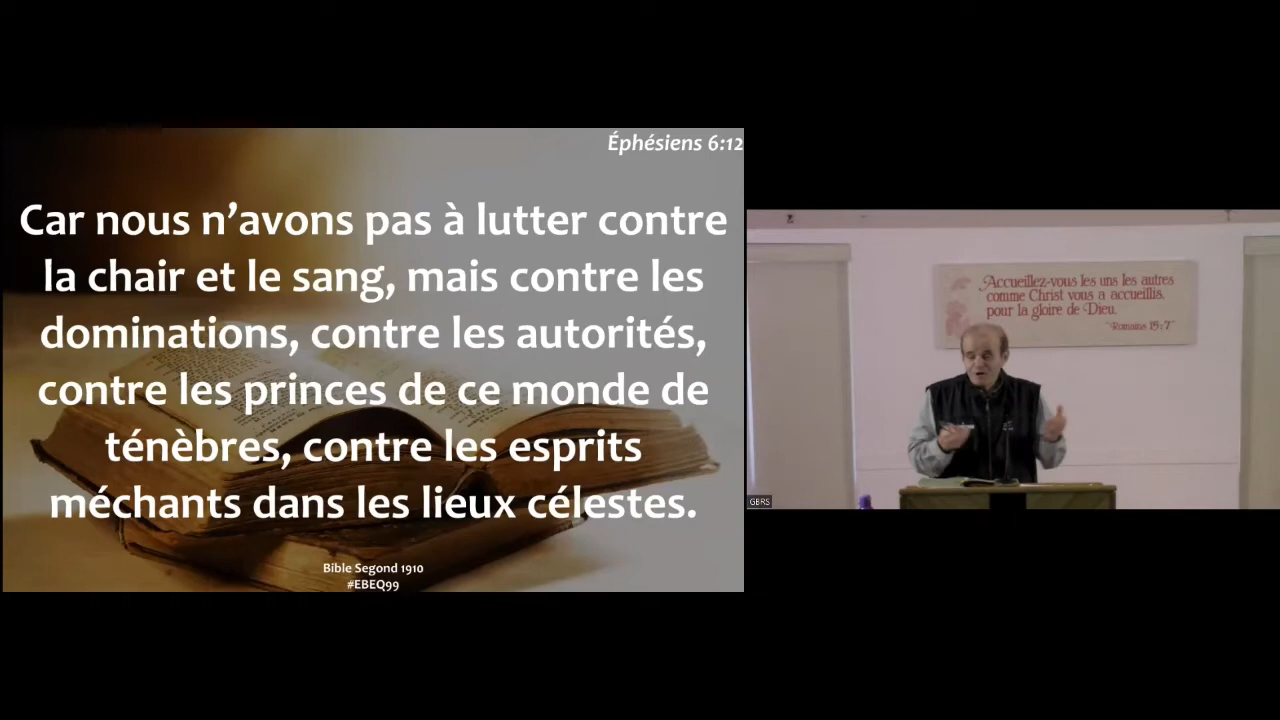 Éphésiens 6:12
Car nous n’avons pas à lutter contre
la chair et le sang, mais contre les
dominations, contre les autorités,
contre les princes de ce monde de
ténèbres, contre les esprits
méchants dans les lieux célestes.
Bible Segond 1910
#EBEQ99
Accueillez-vous les uns les autres
comme Christ vous a accueillis,
pour la gloire de Dieu.
"Romains 15:7"
GBRS